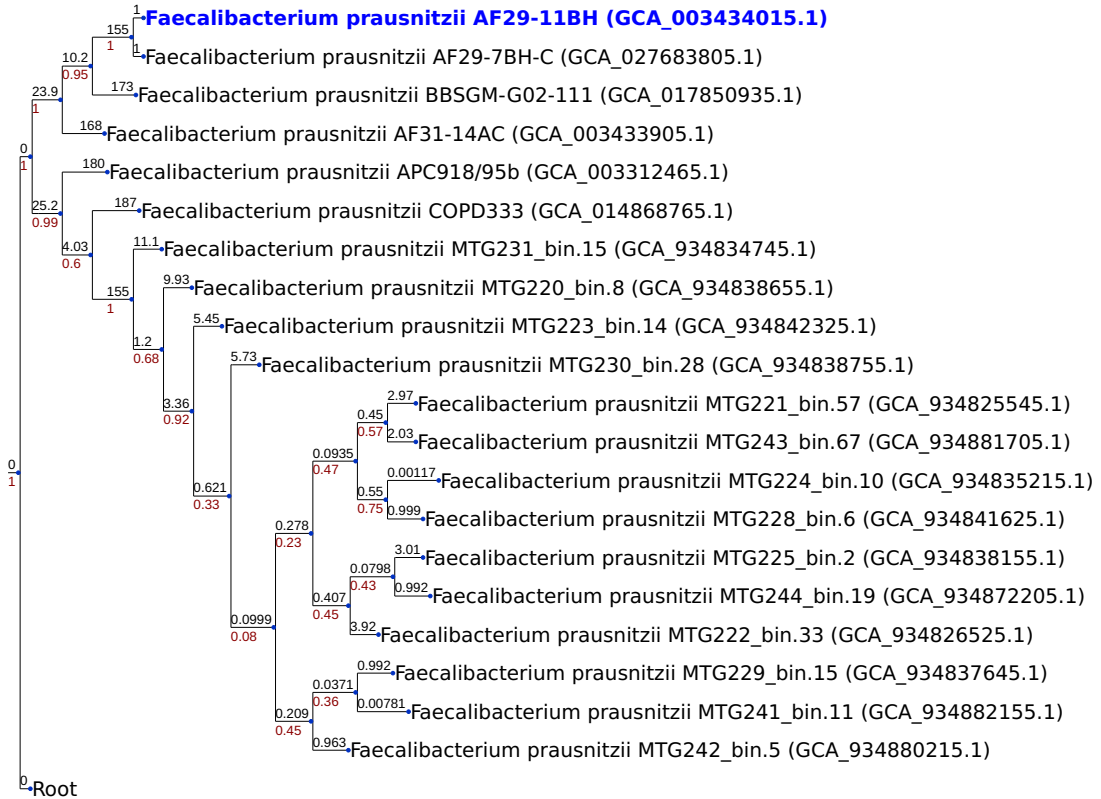 1
Faecalibacterium prausnitzii AF29-11BH (GCA_003434015.1)
155
1
1
Faecalibacterium prausnitzii AF29-7BH-C (GCA_027683805.1)
10.2
0.95
173
Faecalibacterium prausnitzii BBSGM-G02-111 (GCA_017850935.1)
23.9
1
168
Faecalibacterium prausnitzii AF31-14AC (GCA_003433905.1)
0
1
180
Faecalibacterium prausnitzii APC918/95b (GCA_003312465.1)
25.2
0.99
187
Faecalibacterium prausnitzii COPD333 (GCA_014868765.1)
4.03
0.6
11.1
Faecalibacterium prausnitzii MTG231_bin.15 (GCA_934834745.1)
155
1
9.93
Faecalibacterium prausnitzii MTG220_bin.8 (GCA_934838655.1)
1.2
0.68
5.45
Faecalibacterium prausnitzii MTG223_bin.14 (GCA_934842325.1)
3.36
0.92
5.73
Faecalibacterium prausnitzii MTG230_bin.28 (GCA_934838755.1)
0.621
0.33
2.97
Faecalibacterium prausnitzii MTG221_bin.57 (GCA_934825545.1)
0.45
0.57
2.03
Faecalibacterium prausnitzii MTG243_bin.67 (GCA_934881705.1)
0.0935
0.47
0.00117
Faecalibacterium prausnitzii MTG224_bin.10 (GCA_934835215.1)
0.55
0.75
0.999
Faecalibacterium prausnitzii MTG228_bin.6 (GCA_934841625.1)
0
1
0.278
0.23
3.01
Faecalibacterium prausnitzii MTG225_bin.2 (GCA_934838155.1)
0.0798
0.43
0.992
Faecalibacterium prausnitzii MTG244_bin.19 (GCA_934872205.1)
0.407
0.45
3.92
Faecalibacterium prausnitzii MTG222_bin.33 (GCA_934826525.1)
0.0999
0.08
0.992
Faecalibacterium prausnitzii MTG229_bin.15 (GCA_934837645.1)
0.0371
0.36
0.00781
Faecalibacterium prausnitzii MTG241_bin.11 (GCA_934882155.1)
0.209
0.45
0.963
Faecalibacterium prausnitzii MTG242_bin.5 (GCA_934880215.1)
0
Root